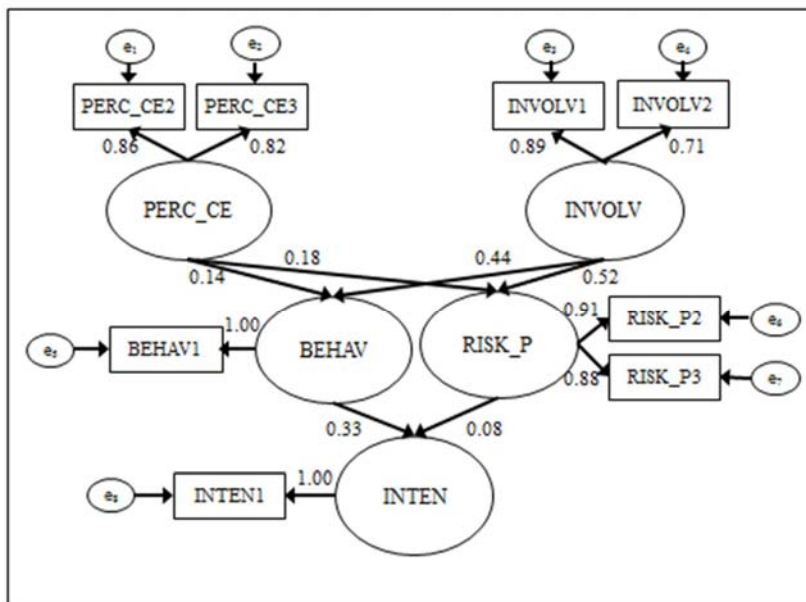 e₁
e₂
e₃
e₄
PERC_CE2
PERC_CE3
INVOLV1
INVOLV2
0.86
0.82
0.89
0.71
PERC_CE
INVOLV
0.14
0.18
0.44
0.52
e₅
BEHAV1
1.00
BEHAV
RISK_P
0.91
RISK_P2
e₆
0.88
RISK_P3
e₇
0.33
0.08
e₈
INTEN1
1.00
INTEN